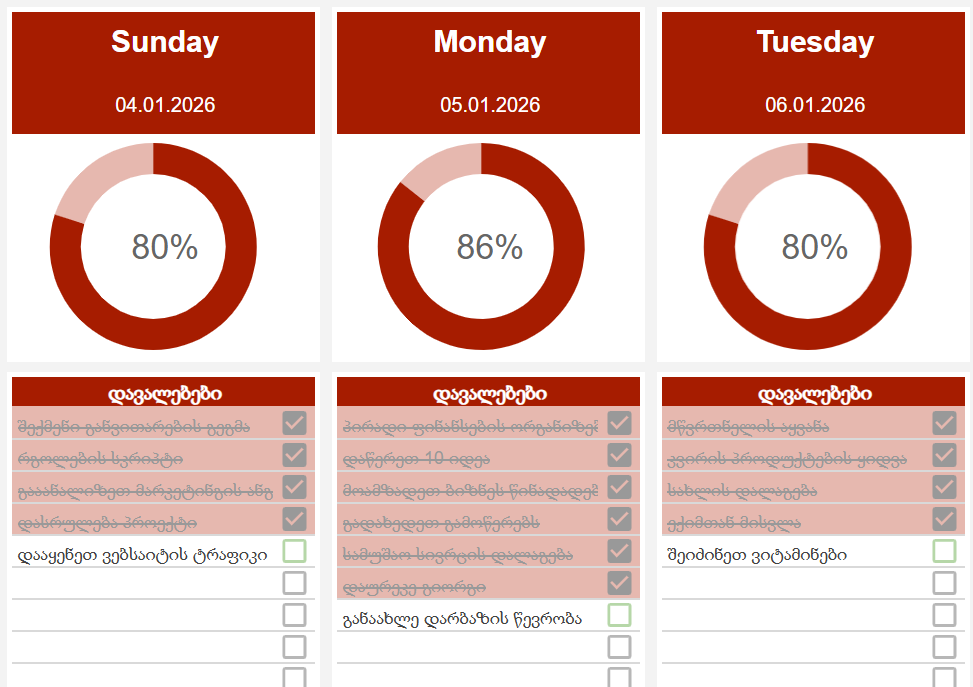 Sunday
04.01.2026
80%
Monday
05.01.2026
86%
Tuesday
06.01.2026
80%
დავალებები
შექმენი განვითარების გეგმა
რგოლების სკრიპტი
გააანალიზეთ მარკეტინგის ანგ
დასრულება პროექტი
დააყენეთ ვებსაიტის ტრაფიკი
დავალებები
პირადი ფინანსების ორგანიზებ
დაწერეთ 10 იდეა
მოამზადეთ ბიზნეს წინადადებ
გადახედეთ გამოწერებს
სამუშაო სივრცის დალაგება
დაურეკე გიორგი
განაახლე დარბაზის წევრობა
დავალებები
მწვრთნელის აყვანა
კვირის პროდუქტების ყიდვა
სახლის დალაგება
ექიმთან მისვლა
შეიძინეთ ვიტამინები